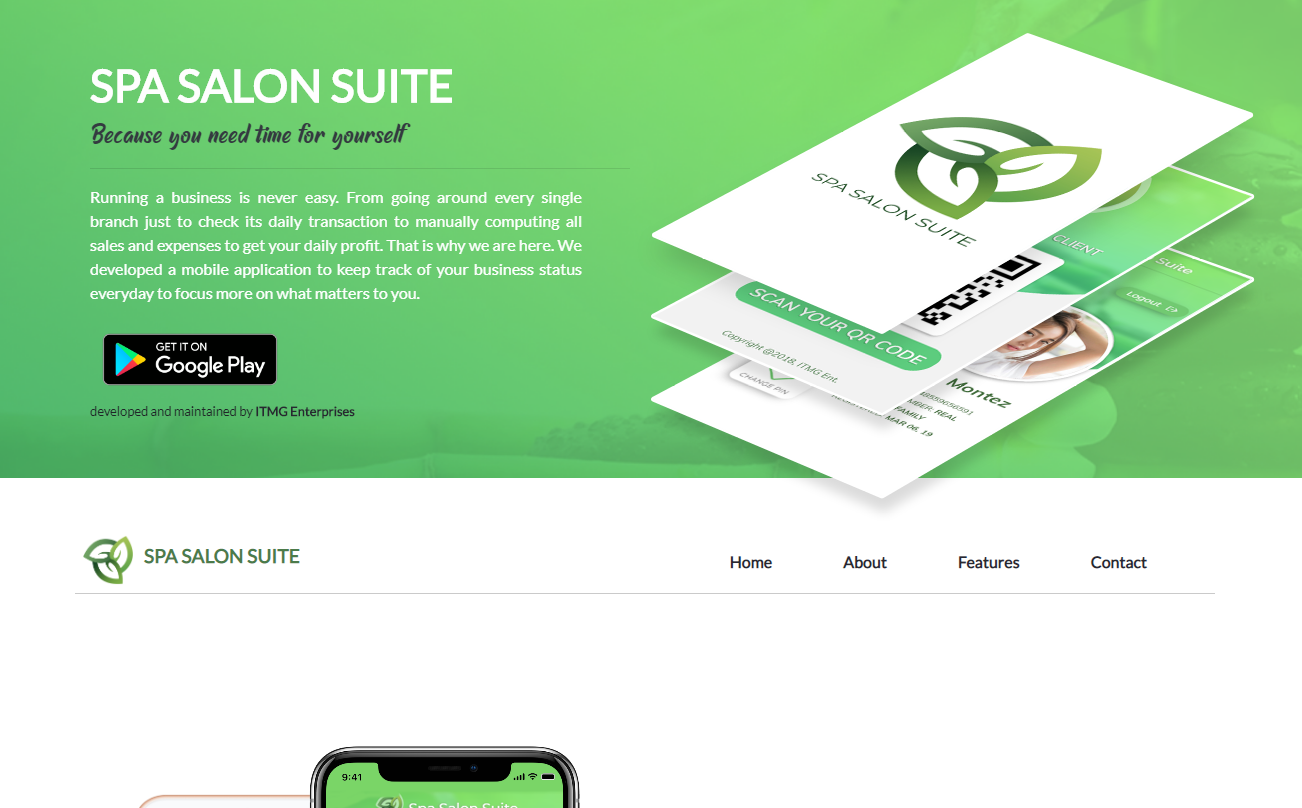 SPA SALON SUITE
Because you need time for yourself
Running a business is never easy. From going around every single
branch just to check its daily transaction to manually computing all
sales and expenses to get your daily profit. That is why we are here. We
developed a mobile application to keep track of your business status
everyday to focus more on what matters to you.
GET IT ON
Google Play
developed and maintained by ITMG Enterprises
SPA SALON SUITE
CLIENT
SCAN YOUR QR CODE
Copyright @2018, ITMG Ent.
Suite
Logout
CHANGE PIN
Montez
FAMILY
MAR 06, 19
SPA SALON SUITE
Home
About
Features
Contact
9:41
Spa Salon Suite